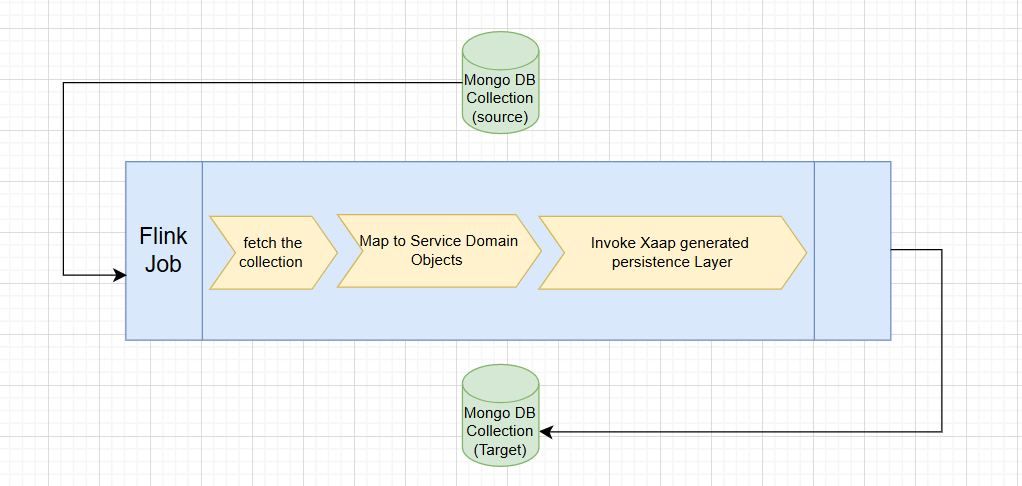 Mongo DB
Collection
(source)
Flink
Job
fetch the
collection
Map to Service Domain
Objects
Invoke Xaap generated
persistence Layer
Mongo DB
Collection
(Target)